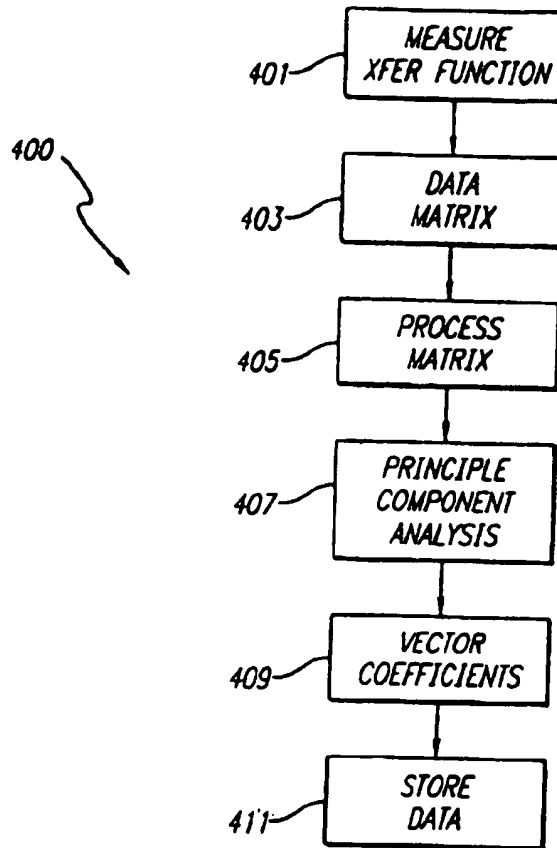 MEASURE
XFER FUNCTION
401
400
DATA
MATRIX
403
PROCESS
MATRIX
405
PRINCIPLE
COMPONENT
ANALYSIS
407
VECTOR
COEFFICIENTS
409
STORE
DATA
411